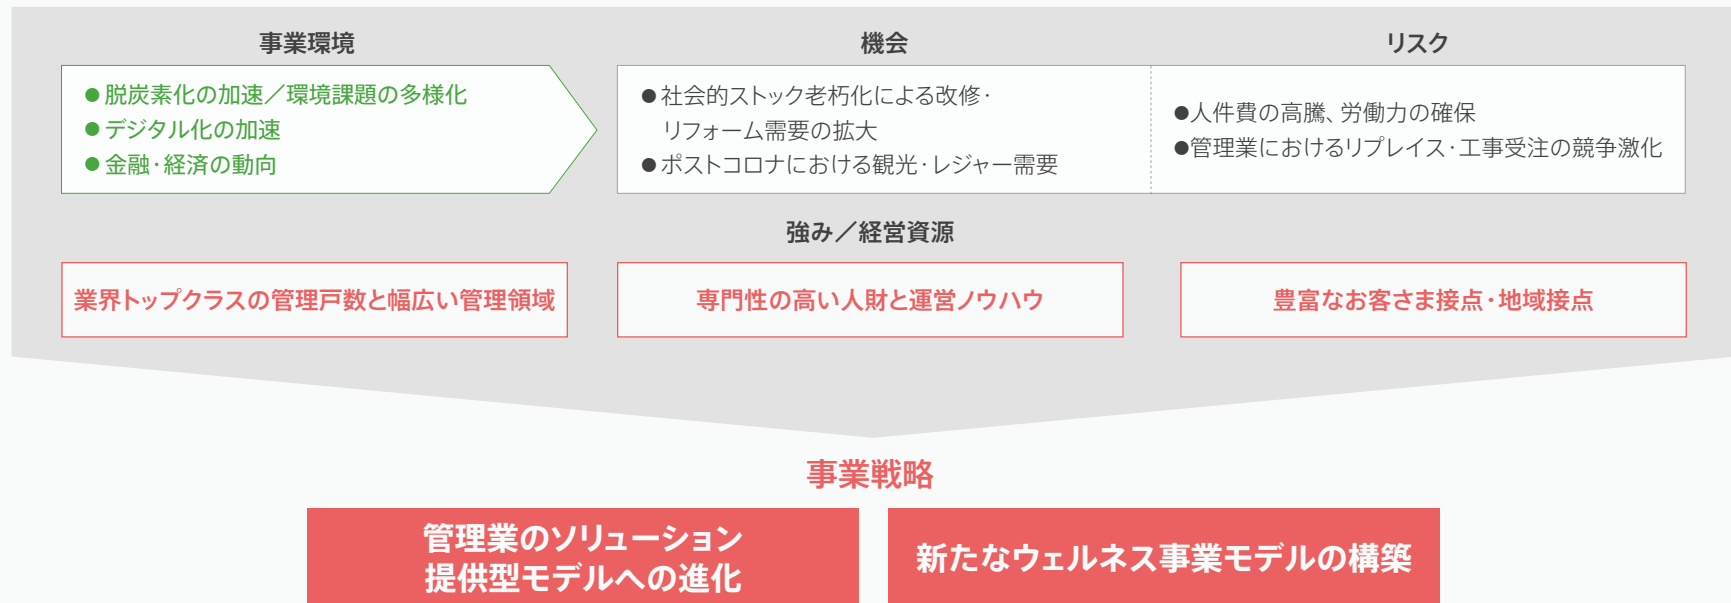 事業環境
●脱炭素化の加速／環境課題の多様化
●デジタル化の加速
●金融・経済の動向
機会
●社会的ストック老朽化による改修・
リフォーム需要の拡大
●ポストコロナにおける観光・レジャー需要
リスク
●人件費の高騰、労働力の確保
●管理業におけるリプレイス・工事受注の競争激化
強み／経営資源
業界トップクラスの管理戸数と幅広い管理領域
専門性の高い人財と運営ノウハウ
豊富なお客さま接点・地域接点
事業戦略
管理業のソリューション
提供型モデルへの進化
新たなウェルネス事業モデルの構築